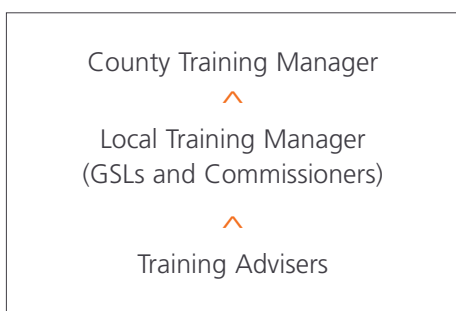 County Training Manager
Local Training Manager
(GSLs and Commissioners)
Training Advisers